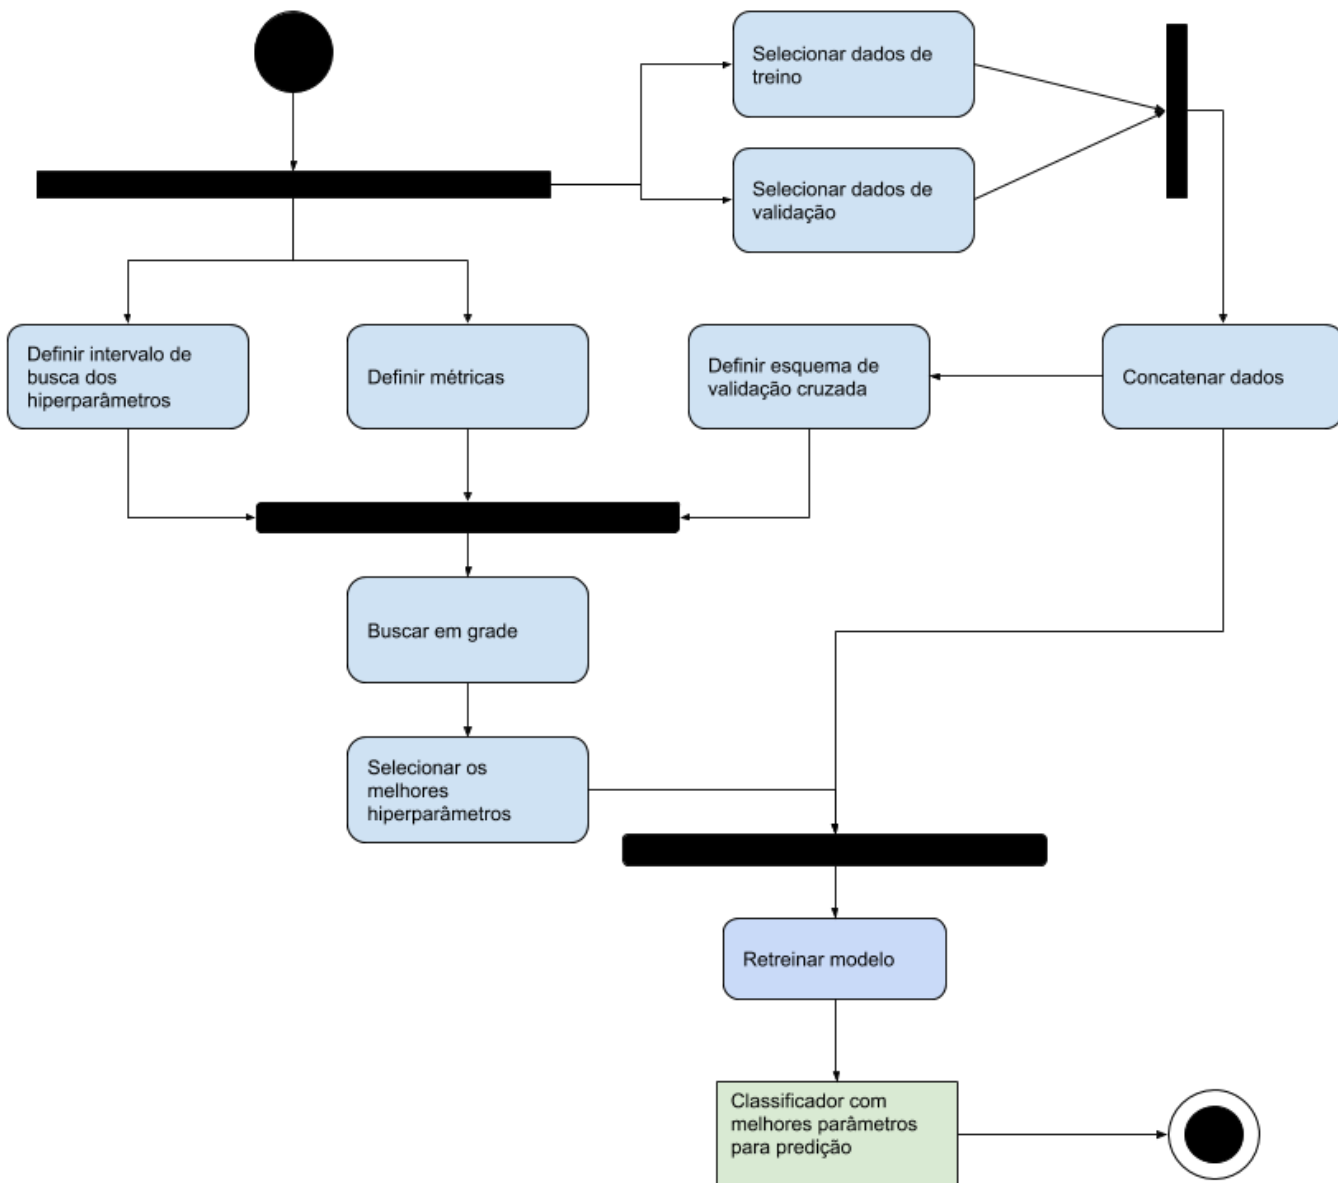 Selecionar dados de
treino
Selecionar dados de
validação
Definir intervalo de
busca dos
hiperparâmetros
Definir métricas
Definir esquema de
validação cruzada
Concatenar dados
Buscar em grade
Selecionar os
melhores
hiperparâmetros
Retreinar modelo
Classificador com
melhores parâmetros
para predição